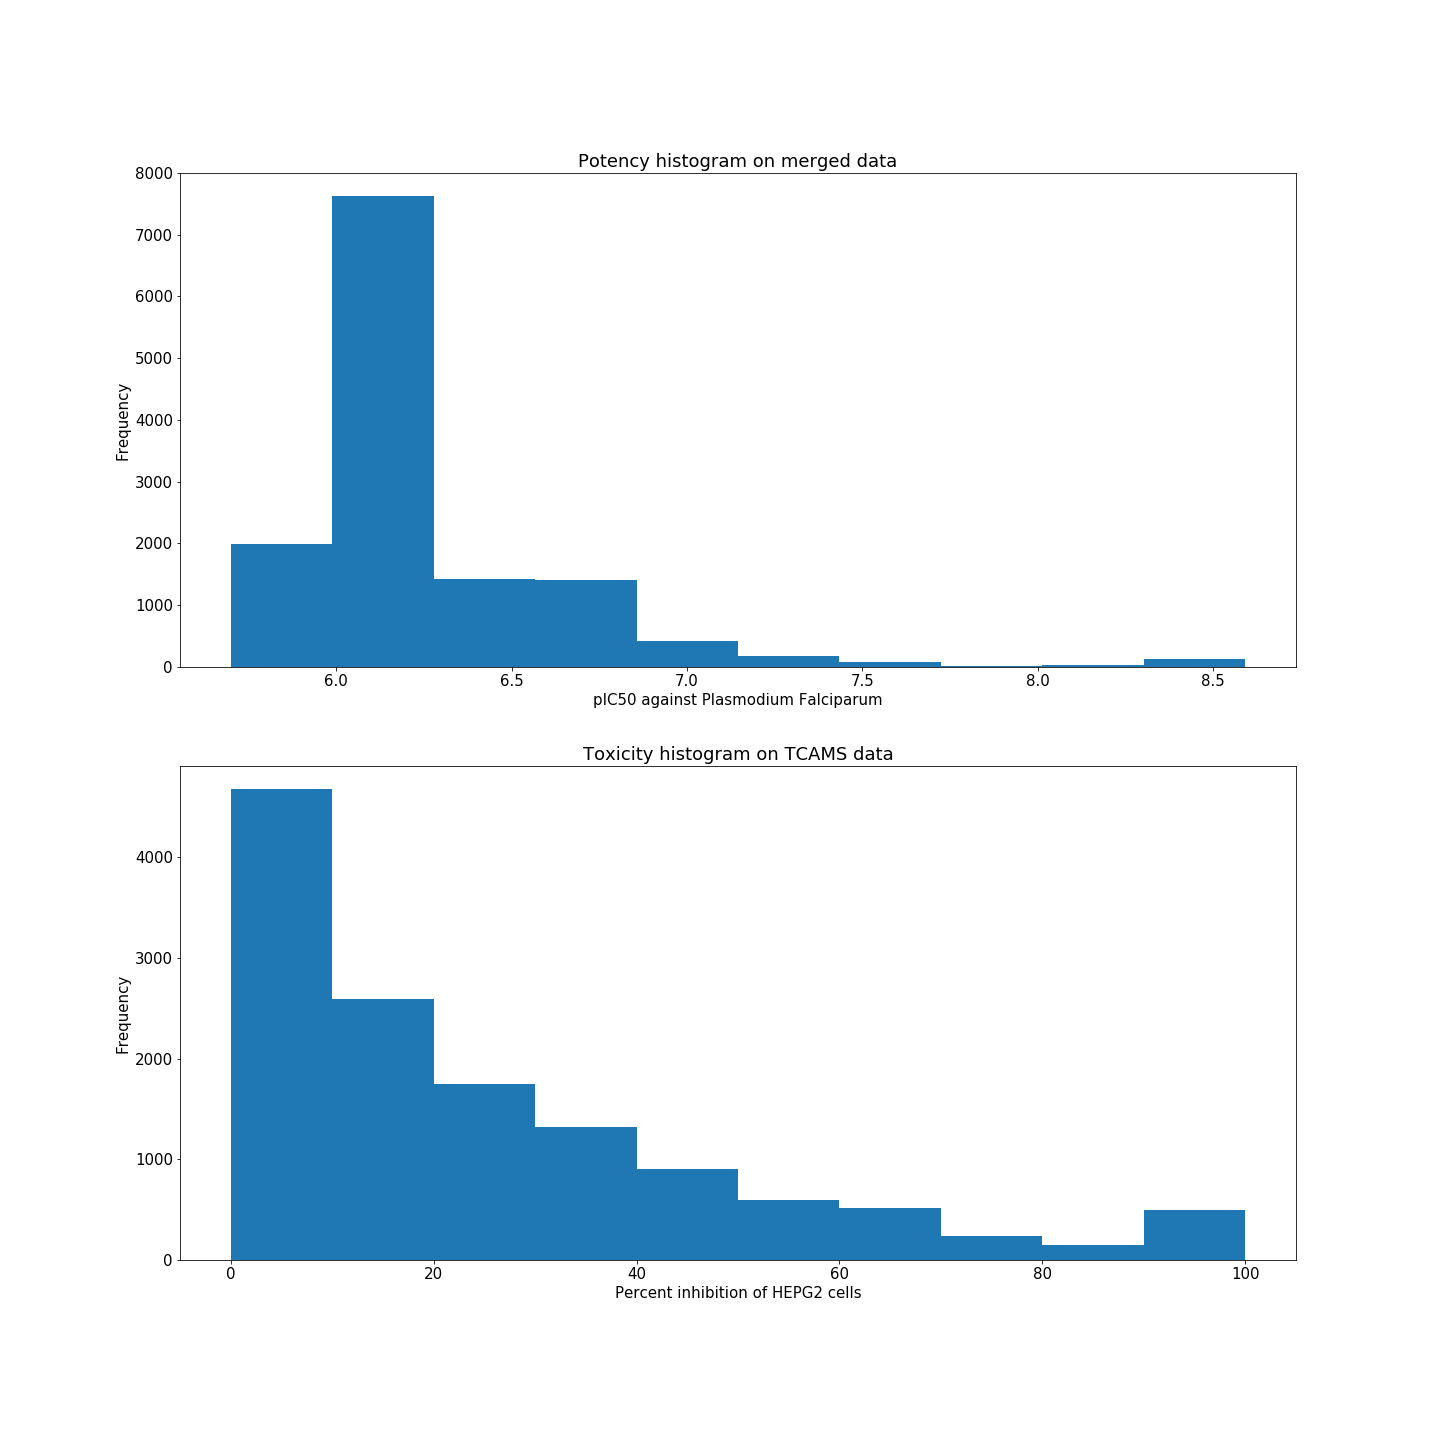 Potency histogram on merged data
8000
7000
6000
5000
4000
3000
2000
1000
0
Frequency
6.0 6.5 7.0 7.5 8.0 8.5
pIC50 against Plasmodium Falciparum
Toxicity histogram on TCAMS data
4000
3000
2000
1000
0
Frequency
0 20 40 60 80 100
Percent inhibition of HEPG2 cells